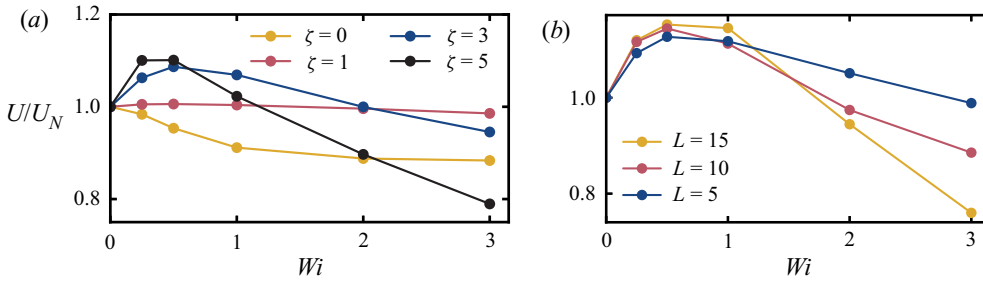 (a)
1.2
1.0
0.8
U/U_N
ζ = 0
ζ = 3
ζ = 1
ζ = 5
0
1
2
3
Wi
(b)
1.0
0.8
L = 15
L = 10
L = 5
0
1
2
3
Wi